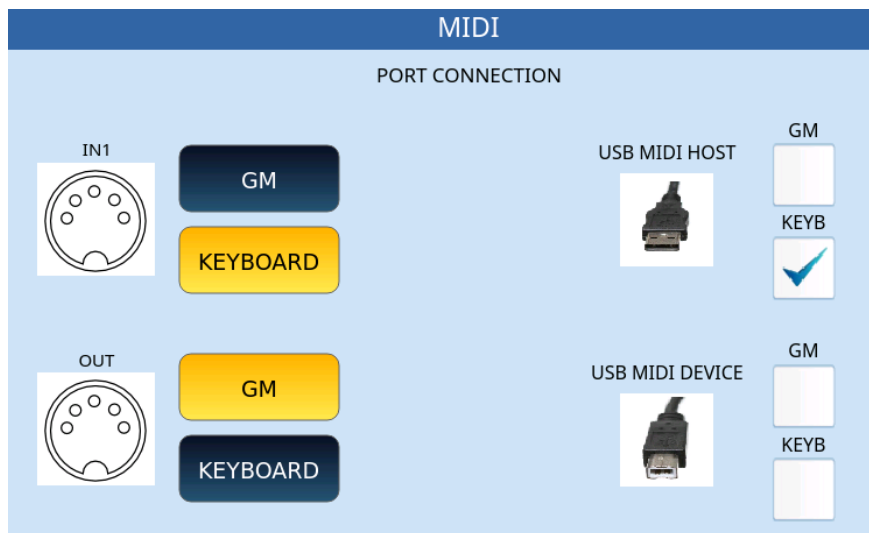 MIDI
PORT CONNECTION
IN1
GM
KEYBOARD
USB MIDI HOST
GM
KEYB
OUT
GM
KEYBOARD
USB MIDI DEVICE
GM
KEYB